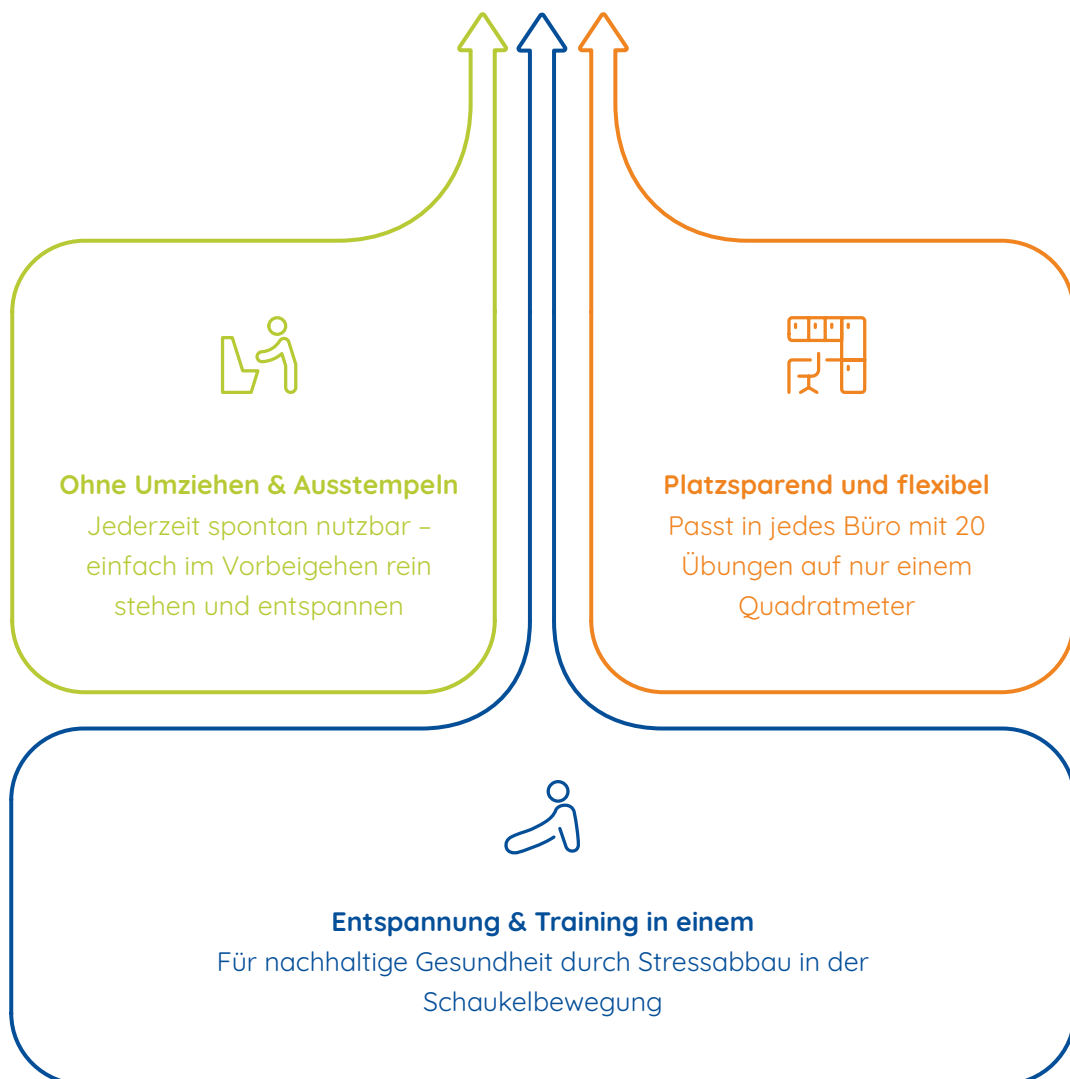 Ohne Umziehen & Ausstempeln
Jederzeit spontan nutzbar –
einfach im Vorbeigehen rein
stehen und entspannen
Platzsparend und flexibel
Passt in jedes Büro mit 20
Übungen auf nur einem
Quadratmeter
Entspannung & Training in einem
Für nachhaltige Gesundheit durch Stressabbau in der
Schaukelbewegung